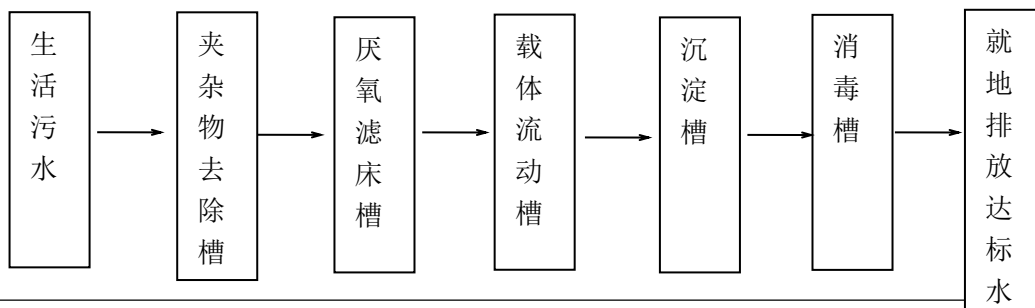 生活污水
夹杂物去除槽
厌氧滤床槽
载体流动槽
沉淀槽
消毒槽
就地排放达标水